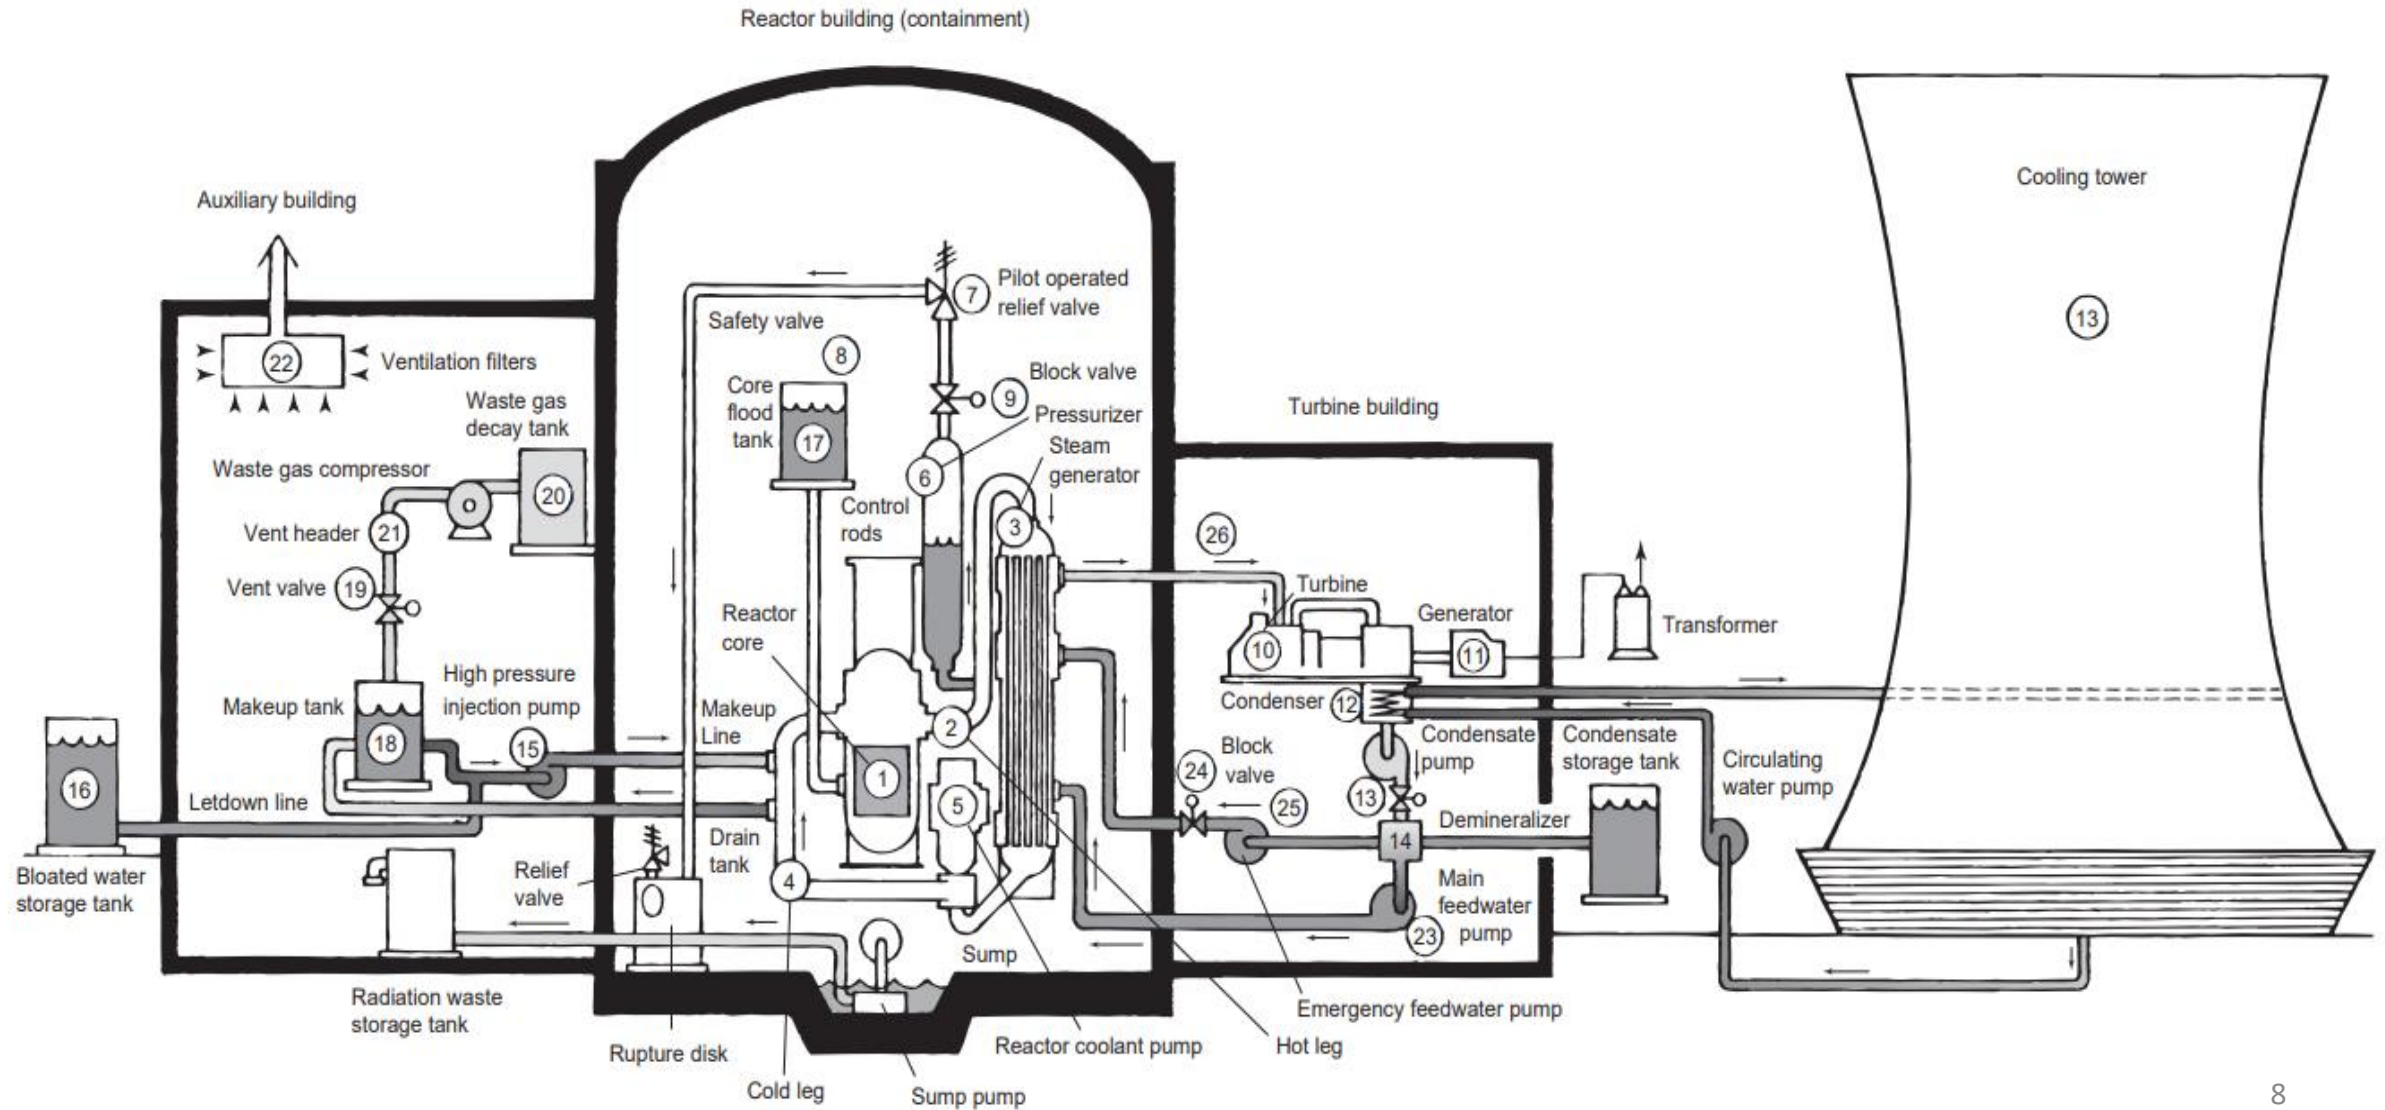 Reactor building (containment)
Auxiliary building
22
Ventilation filters
Waste gas
decay tank
Waste gas compressor
20
Vent header
21
Vent valve
19
High pressure
injection pump
Makeup tank
18
15
16
Letdown line
Bloated water
storage tank
Radiation waste
storage tank
Relief
valve
Rupture disk
Drain
tank
Makeup
Line
Safety valve
7
Pilot operated
relief valve
8
Core
flood
tank
17
Block valve
9
Pressurizer
6
Steam
generator
3
Control
rods
Reactor
core
1
2
5
4
Sump
Cold leg
Sump pump
Reactor coolant pump
Hot leg
Emergency feedwater pump
Turbine building
26
Turbine
10
Generator
11
Transformer
Condenser
12
Condensate
pump
13
Condensate
storage tank
Circulating
water pump
Block
valve
24
25
Demineralizer
14
Main
feedwater
pump
23
Cooling tower
13
8